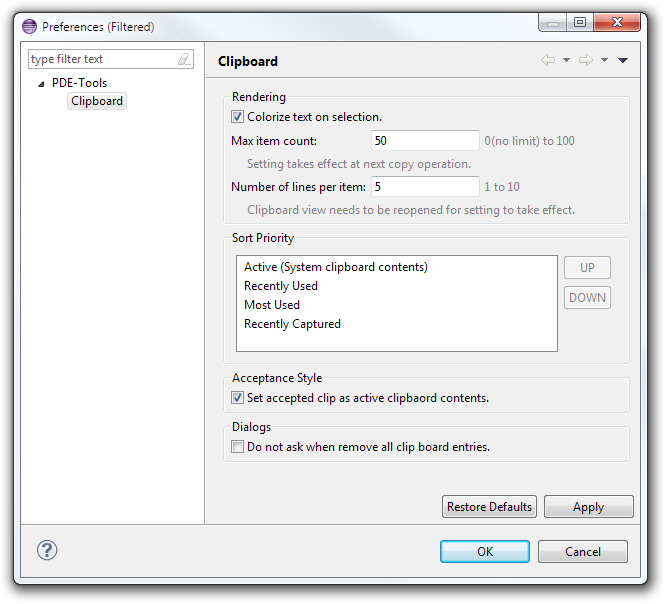 Preferences (Filtered)
type filter text
PDE-Tools
Clipboard
Clipboard
Rendering
Colorize text on selection.
Max item count: 50 0(no limit) to 100
Setting takes effect at next copy operation.
Number of lines per item: 5 1 to 10
Clipboard view needs to be reopened for setting to take effect.
Sort Priority
Active (System clipboard contents)
Recently Used
Most Used
Recently Captured
UP
DOWN
Acceptance Style
Set accepted clip as active clipbaord contents.
Dialogs
Do not ask when remove all clip board entries.
Restore Defaults Apply
? OK Cancel